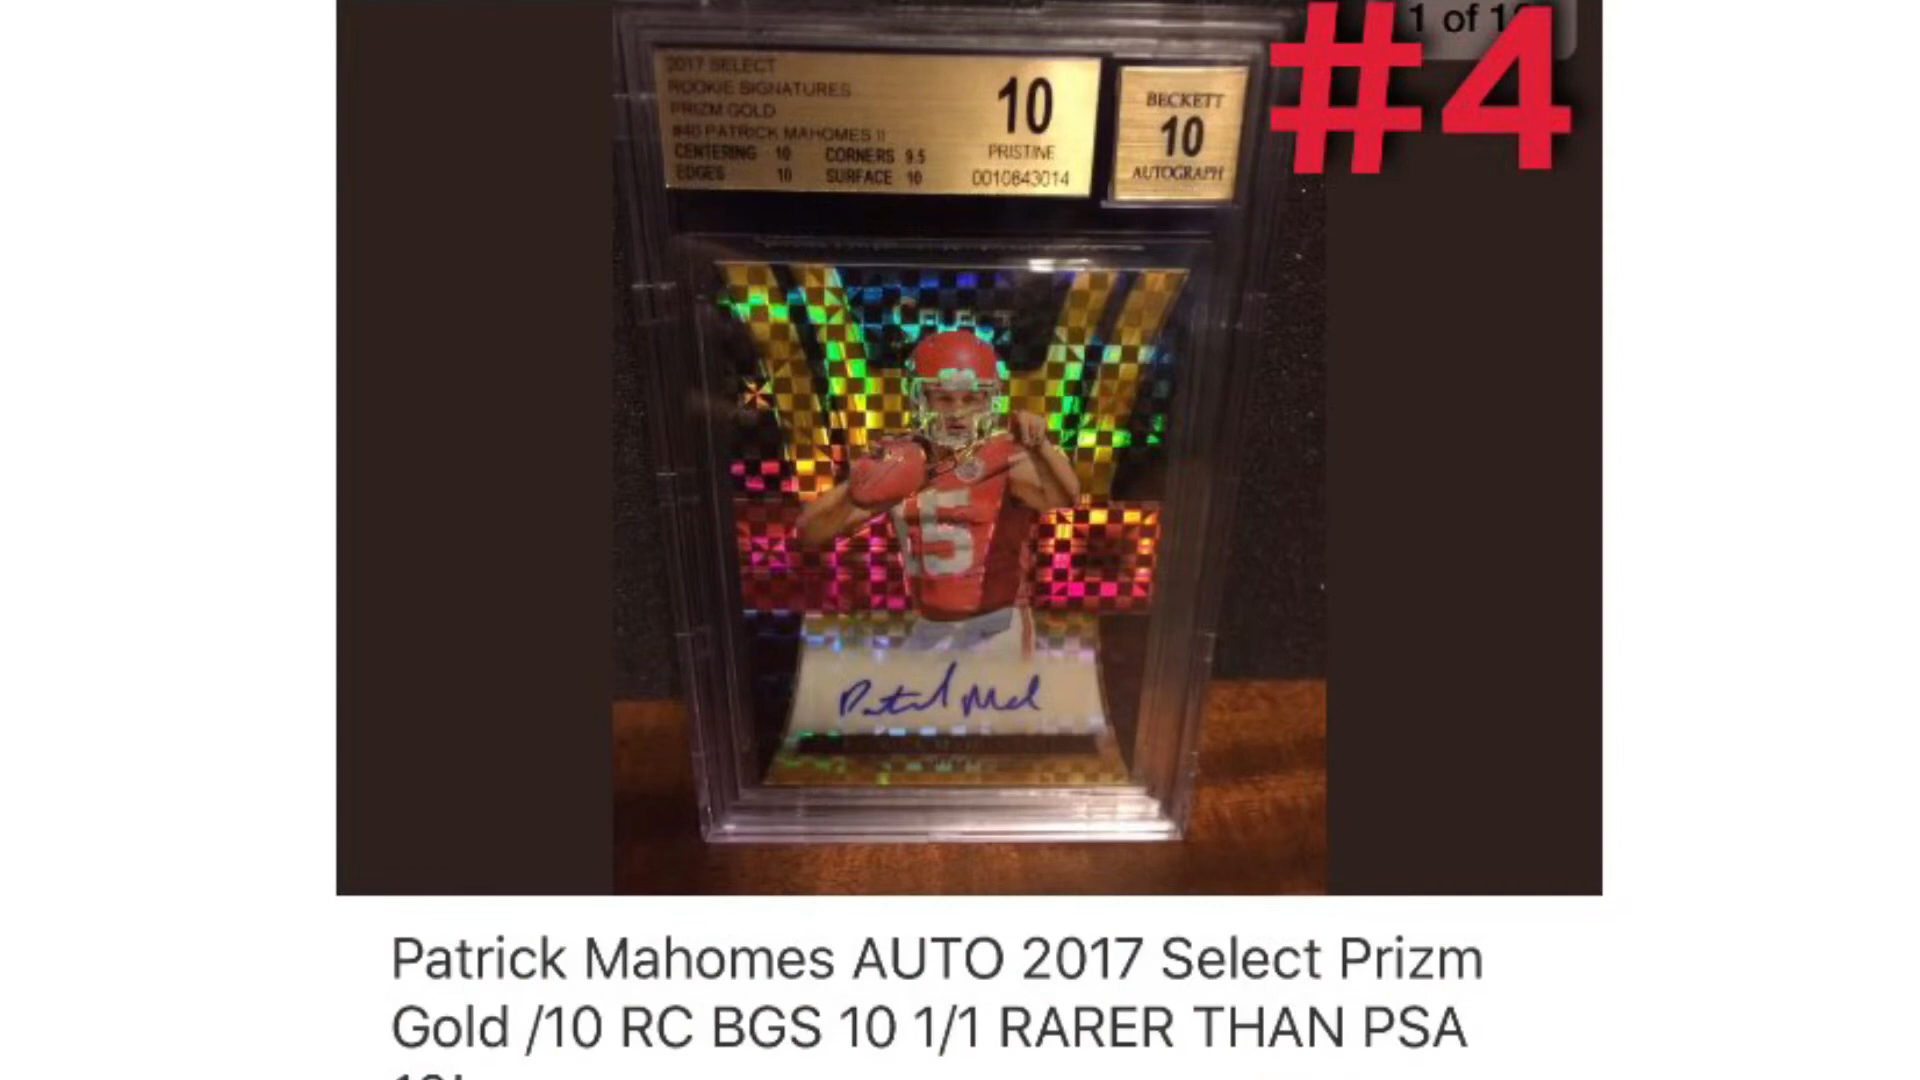 1 of 1
#4
2017 SELECT
ROOKIE SIGNATURES
PRIZM GOLD
#40 PATRICK MAHOMES II
CENTERING 10 CORNERS 9.5
EDGES 10 SURFACE 10
10
PRISTINE
0010643014
BECKETT
10
AUTOGRAPH
SELECT
15
Patrick Mahomes AUTO 2017 Select Prizm
Gold /10 RC BGS 10 1/1 RARER THAN PSA